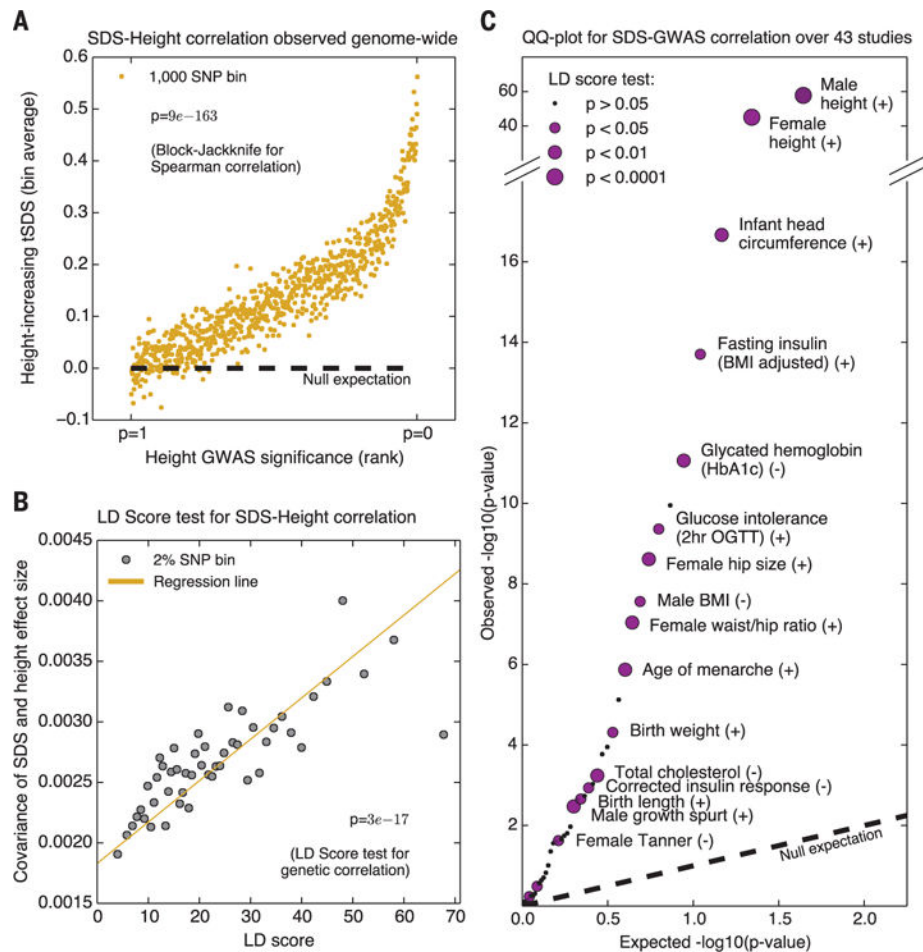 A
SDS-Height correlation observed genome-wide
0.6
0.5
0.4
0.3
0.2
0.1
0.0
−0.1
Height-increasing tSDS (bin average)
1,000 SNP bin
p=9e−163
(Block-Jackknife for
Spearman correlation)
Null expectation
p=1
p=0
Height GWAS significance (rank)
B
LD Score test for SDS-Height correlation
0.0045
0.0040
0.0035
0.0030
0.0025
0.0020
0.0015
Covariance of SDS and height effect size
2% SNP bin
Regression line
p=3e−17
(LD Score test for
genetic correlation)
0
10
20
30
40
50
60
70
LD score
C
QQ-plot for SDS-GWAS correlation over 43 studies
60
40
16
14
12
10
8
6
4
2
Observed -log10(p-value)
LD score test:
p > 0.05
p < 0.05
p < 0.01
p < 0.0001
Male
height (+)
Female
height (+)
Infant head
circumference (+)
Fasting insulin
(BMI adjusted) (+)
Glycated hemoglobin
(HbA1c) (-)
Glucose intolerance
(2hr OGTT) (+)
Female hip size (+)
Male BMI (-)
Female waist/hip ratio (+)
Age of menarche (+)
Birth weight (+)
Total cholesterol (-)
Corrected insulin response (-)
Birth length (+)
Male growth spurt (+)
Female Tanner (-)
Null expectation
0.0
0.5
1.0
1.5
2.0
Expected -log10(p-value)